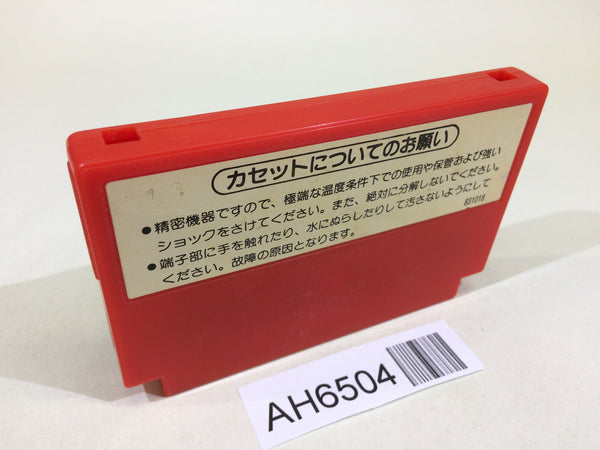 カセットについてのお願い
●精密機器ですので、極端な温度条件下での使用や保管および強い
ショックをさけてください。また、絶対に分解しないでください。
●端子部に手を触れたり、水にぬらしたりして汚さないようにして
ください。故障の原因となります。
831018
AH6504